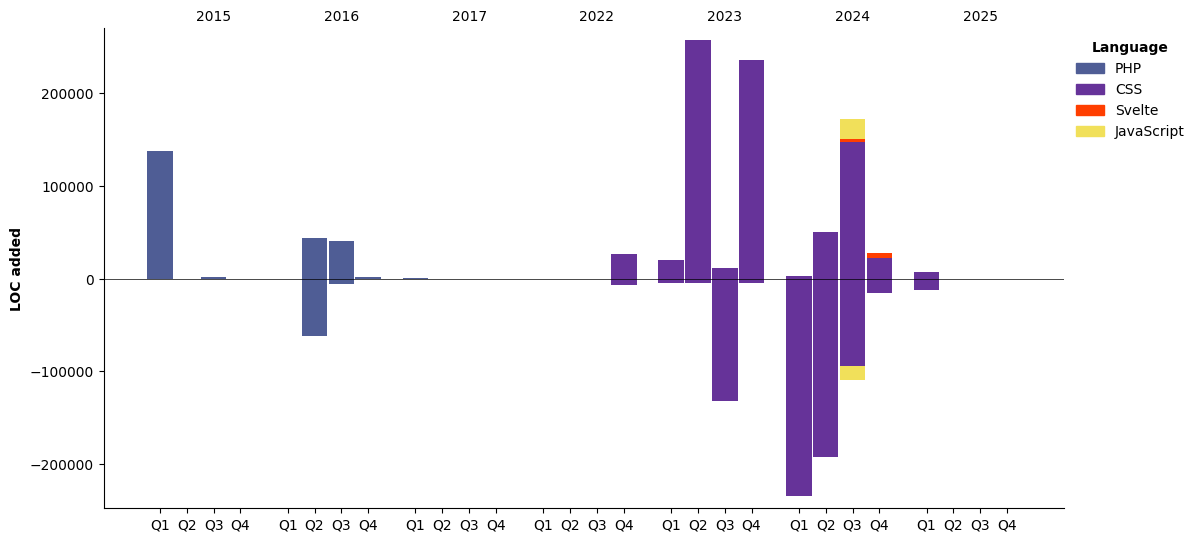 2015 2016 2017 2022 2023 2024 2025
Language
PHP
CSS
Svelte
JavaScript
LOC added
200000
100000
0
−100000
−200000
Q1 Q2 Q3 Q4 Q1 Q2 Q3 Q4 Q1 Q2 Q3 Q4 Q1 Q2 Q3 Q4 Q1 Q2 Q3 Q4 Q1 Q2 Q3 Q4 Q1 Q2 Q3 Q4